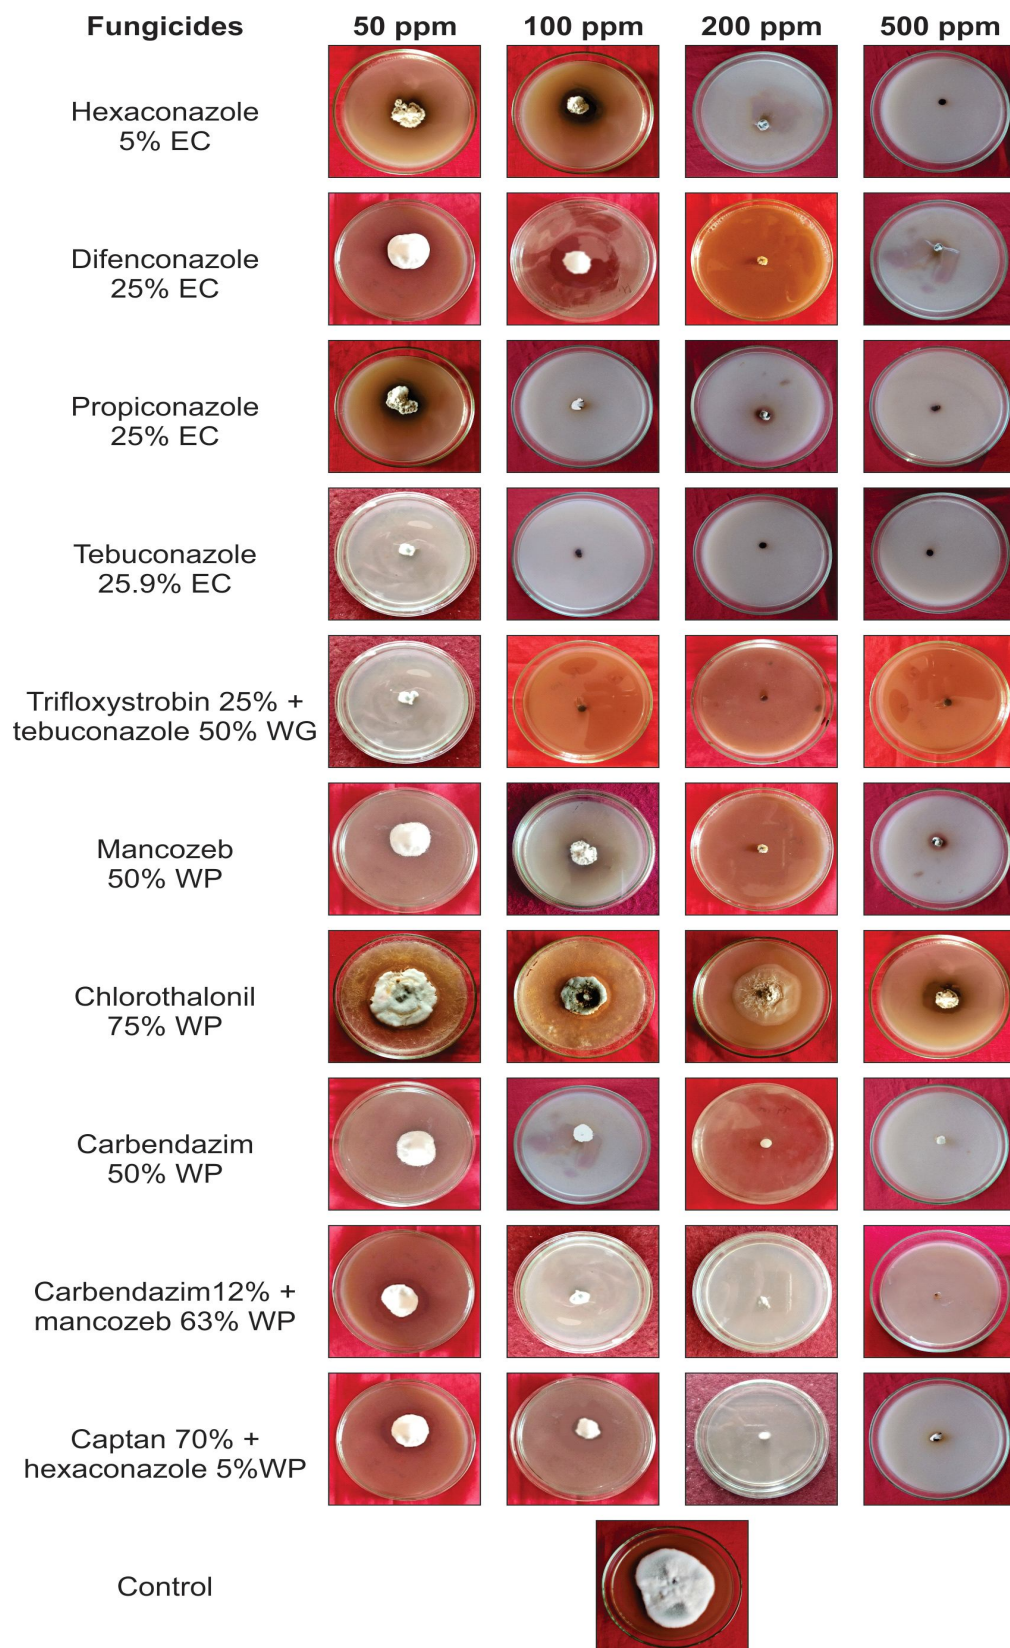 Fungicides 50 ppm 100 ppm 200 ppm 500 ppm
Hexaconazole
5% EC
Difenconazole
25% EC
Propiconazole
25% EC
Tebuconazole
25.9% EC
Trifloxystrobin 25% +
tebuconazole 50% WG
Mancozeb
50% WP
Chlorothalonil
75% WP
Carbendazim
50% WP
Carbendazim12% +
mancozeb 63% WP
Captan 70% +
hexaconazole 5%WP
Control